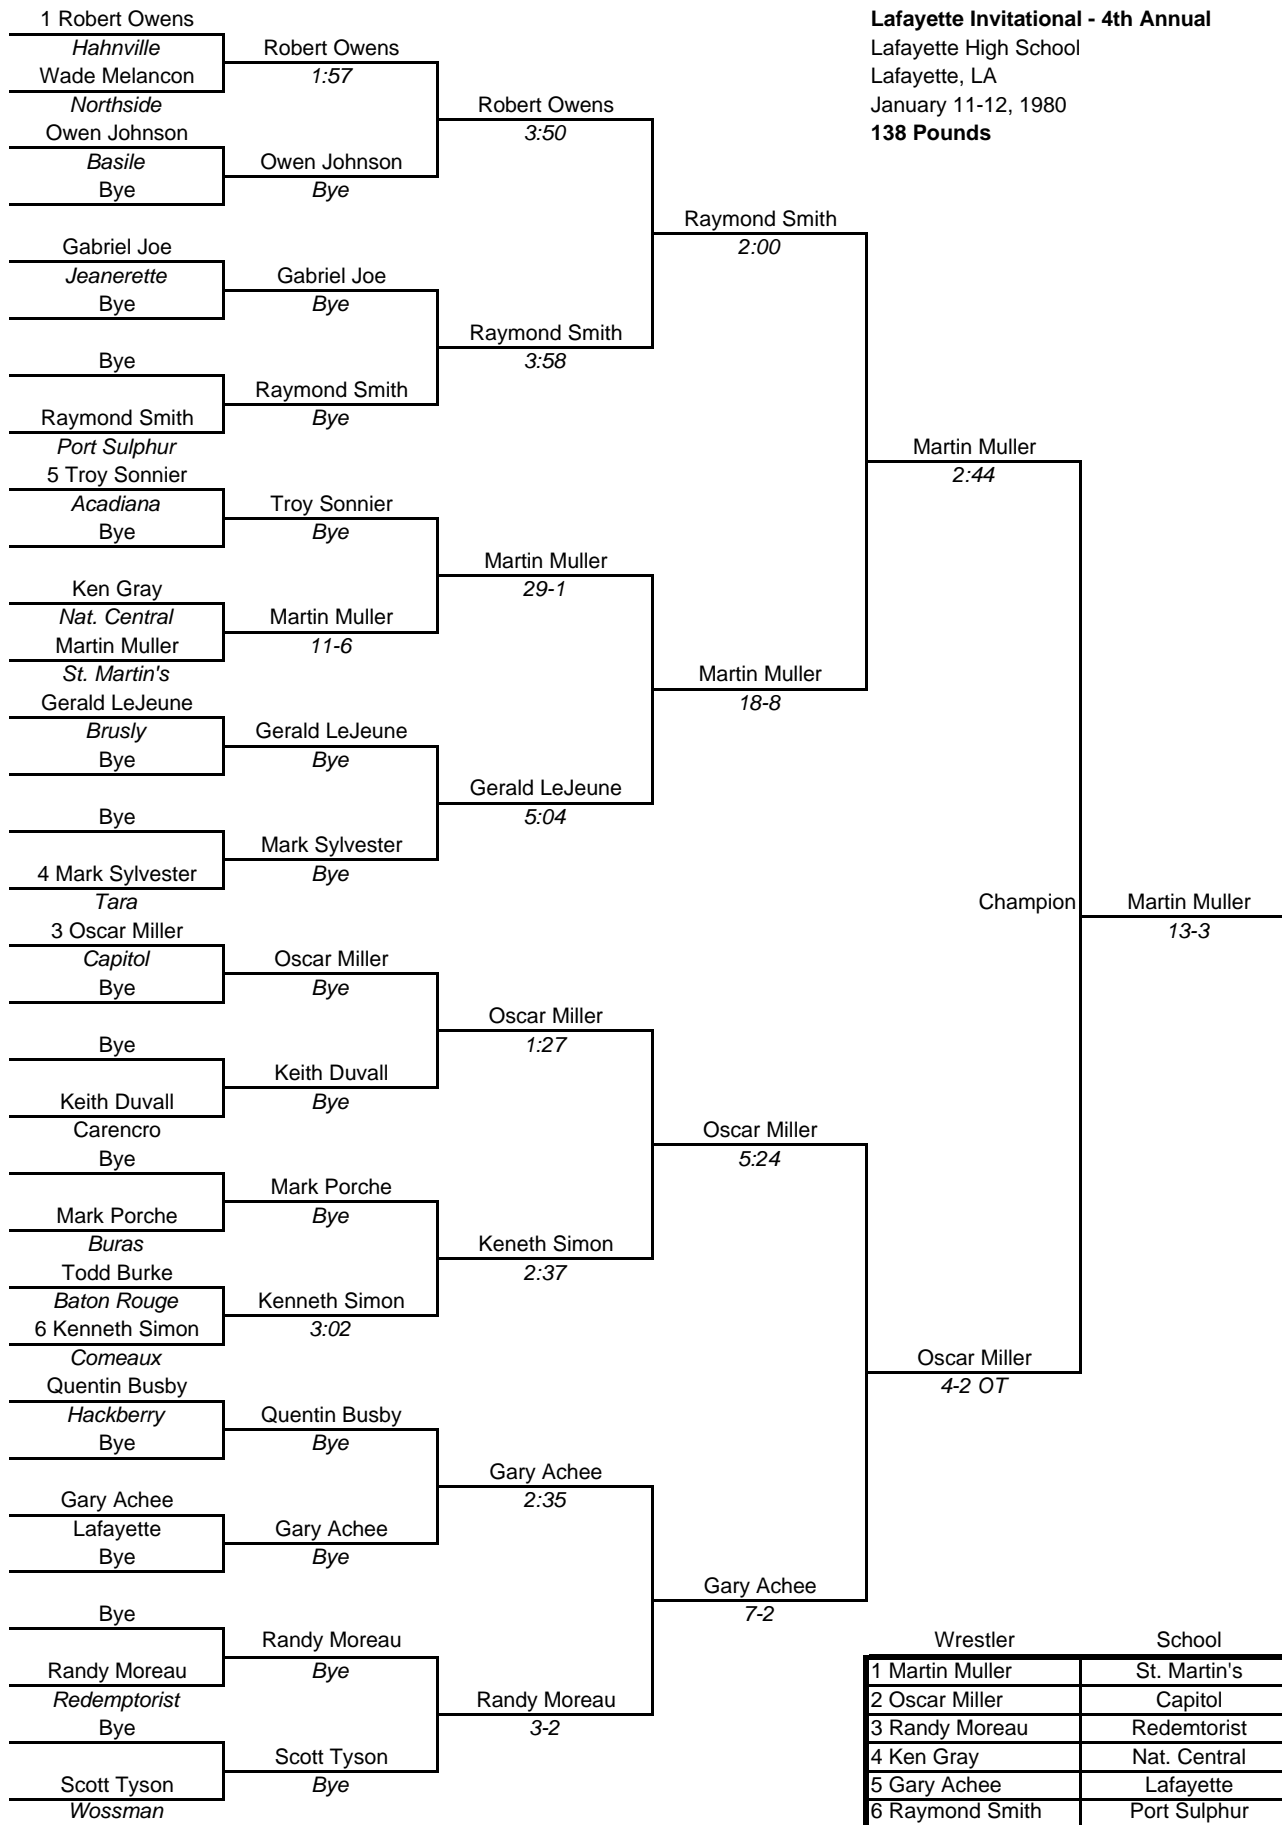 1 Robert Owens
Hahnville
Wade Melancon
Northside
Owen Johnson
Basile
Bye
Gabriel Joe
Jeanerette
Bye
Bye
Raymond Smith
Port Sulphur
5 Troy Sonnier
Acadiana
Bye
Ken Gray
Nat. Central
Martin Muller
St. Martin's
Gerald LeJeune
Brusly
Bye
Bye
4 Mark Sylvester
Tara
3 Oscar Miller
Capitol
Bye
Bye
Keith Duvall
Carencro
Bye
Mark Porche
Buras
Todd Burke
Baton Rouge
6 Kenneth Simon
Comeaux
Quentin Busby
Hackberry
Bye
Gary Achee
Lafayette
Bye
Bye
Randy Moreau
Redemptorist
Bye
Scott Tyson
Wossman
Robert Owens
1:57
Owen Johnson
Bye
Gabriel Joe
Bye
Raymond Smith
Bye
Troy Sonnier
Bye
Martin Muller
11-6
Gerald LeJeune
Bye
Mark Sylvester
Bye
Oscar Miller
Bye
Keith Duvall
Bye
Mark Porche
Bye
Kenneth Simon
3:02
Quentin Busby
Bye
Gary Achee
Bye
Randy Moreau
Bye
Scott Tyson
Bye
Robert Owens
3:50
Raymond Smith
3:58
Martin Muller
29-1
Gerald LeJeune
5:04
Oscar Miller
1:27
Keneth Simon
2:37
Gary Achee
2:35
Randy Moreau
3-2
Raymond Smith
2:00
Martin Muller
18-8
Oscar Miller
5:24
Gary Achee
7-2
Lafayette Invitational - 4th Annual
Lafayette High School
Lafayette, LA
January 11-12, 1980
138 Pounds
Martin Muller
2:44
Oscar Miller
4-2 OT
Champion
Martin Muller
13-3
Wrestler School
1 Martin Muller St. Martin's
2 Oscar Miller Capitol
3 Randy Moreau Redemtorist
4 Ken Gray Nat. Central
5 Gary Achee Lafayette
6 Raymond Smith Port Sulphur